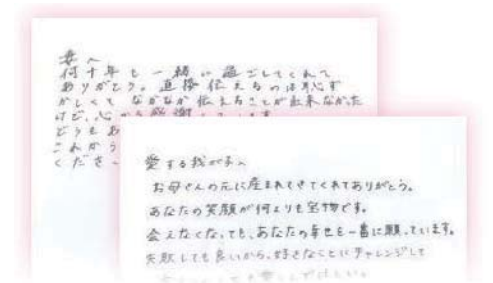 妻へ
何十年も一緒に過ごしてくれて
ありがとう。直接伝えるのは恥ず
かしくて なかなか伝えることが出来なかった
けど、心から感謝しています。
どうもあ
これから
くださ
愛する我が子へ
お母さんの元に産まれてきてくれてありがとう。
あなたの笑顔が何よりも宝物です。
会えなくなっても、あなたの幸せを一番に願っています。
失敗しても良いから、好きなことにチャレンジして